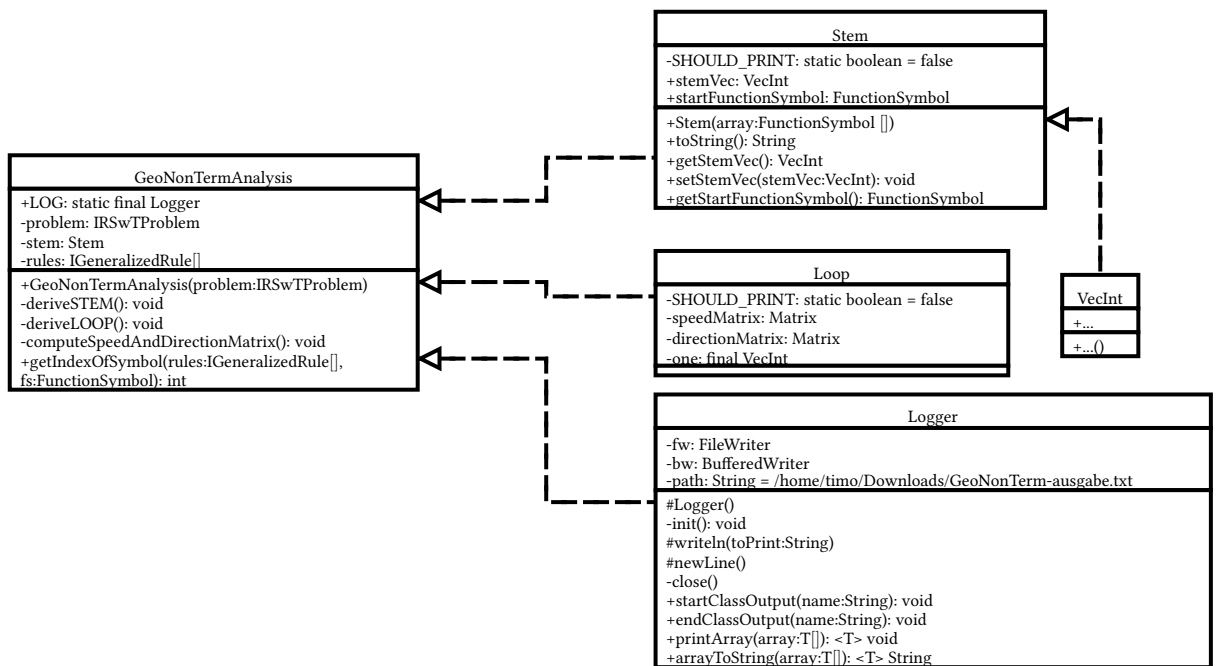 GeoNonTermAnalysis
+LOG: static final Logger
-problem: IRSwTProblem
-stem: Stem
-rules: IGeneralizedRule[]
+GeoNonTermAnalysis(problem:IRSwTProblem)
-deriveSTEM(): void
-deriveLOOP(): void
-computeSpeedAndDirectionMatrix(): void
+getIndexOfSymbol(rules:IGeneralizedRule[],
fs:FunctionSymbol): int
Stem
-SHOULD_PRINT: static boolean = false
+stemVec: VecInt
+startFunctionSymbol: FunctionSymbol
+Stem(array:FunctionSymbol [])
+toString(): String
+getStemVec(): VecInt
+setStemVec(stemVec:VecInt): void
+getStartFunctionSymbol(): FunctionSymbol
Loop
-SHOULD_PRINT: static boolean = false
-speedMatrix: Matrix
-directionMatrix: Matrix
-one: final VecInt
VecInt
+...
+...()
Logger
-fw: FileWriter
-bw: BufferedWriter
-path: String = /home/timo/Downloads/GeoNonTerm-ausgabe.txt
#Logger()
-init(): void
#writeln(toPrint:String)
#newLine()
-close()
+startClassOutput(name:String): void
+endClassOutput(name:String): void
+printArray(array:T[]): <T> void
+arrayToString(array:T[]): <T> String